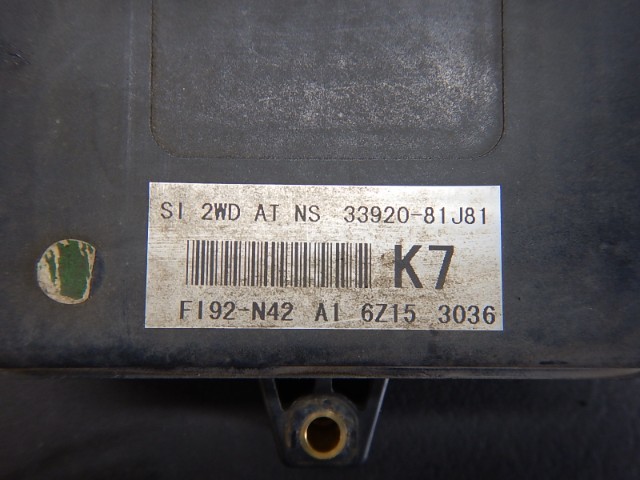 SI 2WD AT NS 33920-81J81
K7
FI92-N42 A1 6Z15 3036